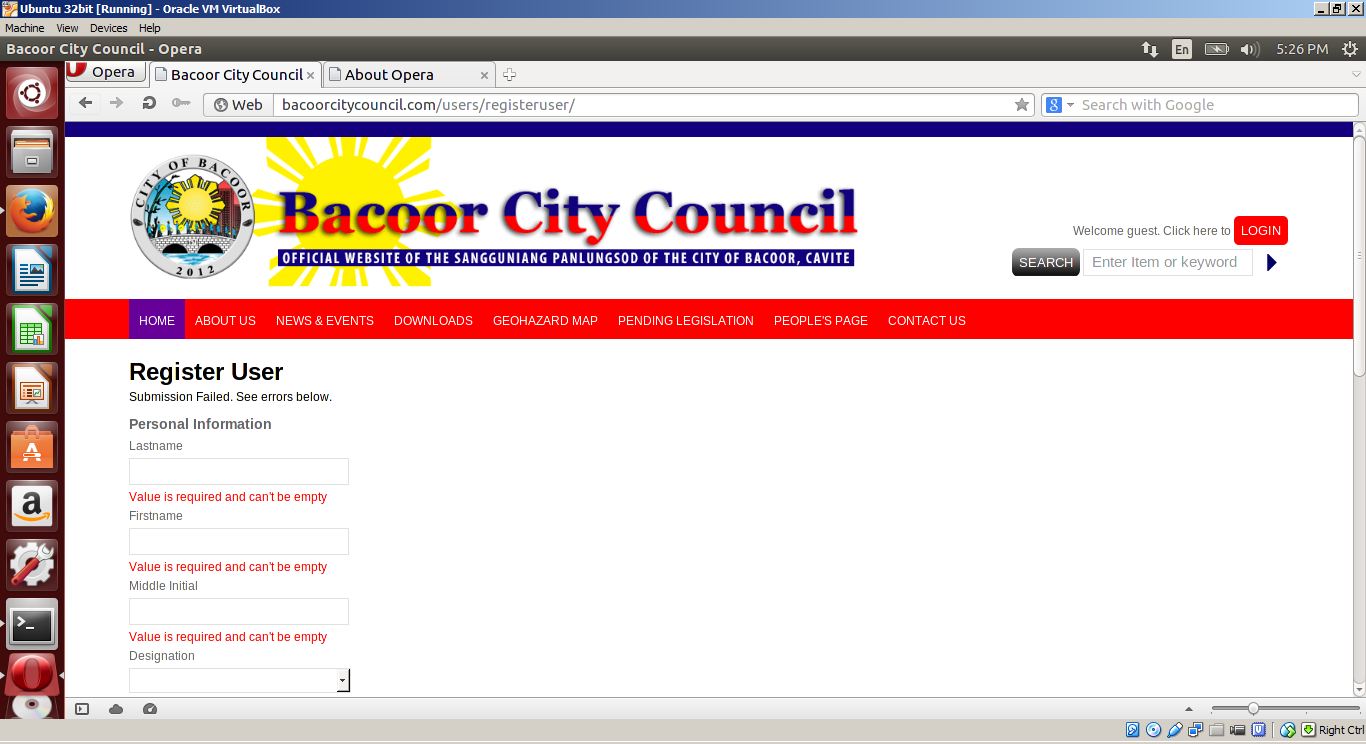 Ubuntu 32bit [Running] - Oracle VM VirtualBox
Machine View Devices Help
Bacoor City Council - Opera
En
5:26 PM
Opera
Bacoor City Council
About Opera
Web
bacoorcitycouncil.com/users/registeruser/
8
Search with Google
CITY OF BACOOR
2012
Bacoor City Council
OFFICIAL WEBSITE OF THE SANGGUNIANG PANLUNGSOD OF THE CITY OF BACOOR, CAVITE
Welcome guest. Click here to LOGIN
SEARCH Enter Item or keyword
HOME ABOUT US NEWS & EVENTS DOWNLOADS GEOHAZARD MAP PENDING LEGISLATION PEOPLE'S PAGE CONTACT US
Register User
Submission Failed. See errors below.
Personal Information
Lastname
Value is required and can't be empty
Firstname
Value is required and can't be empty
Middle Initial
Value is required and can't be empty
Designation
Right Ctrl